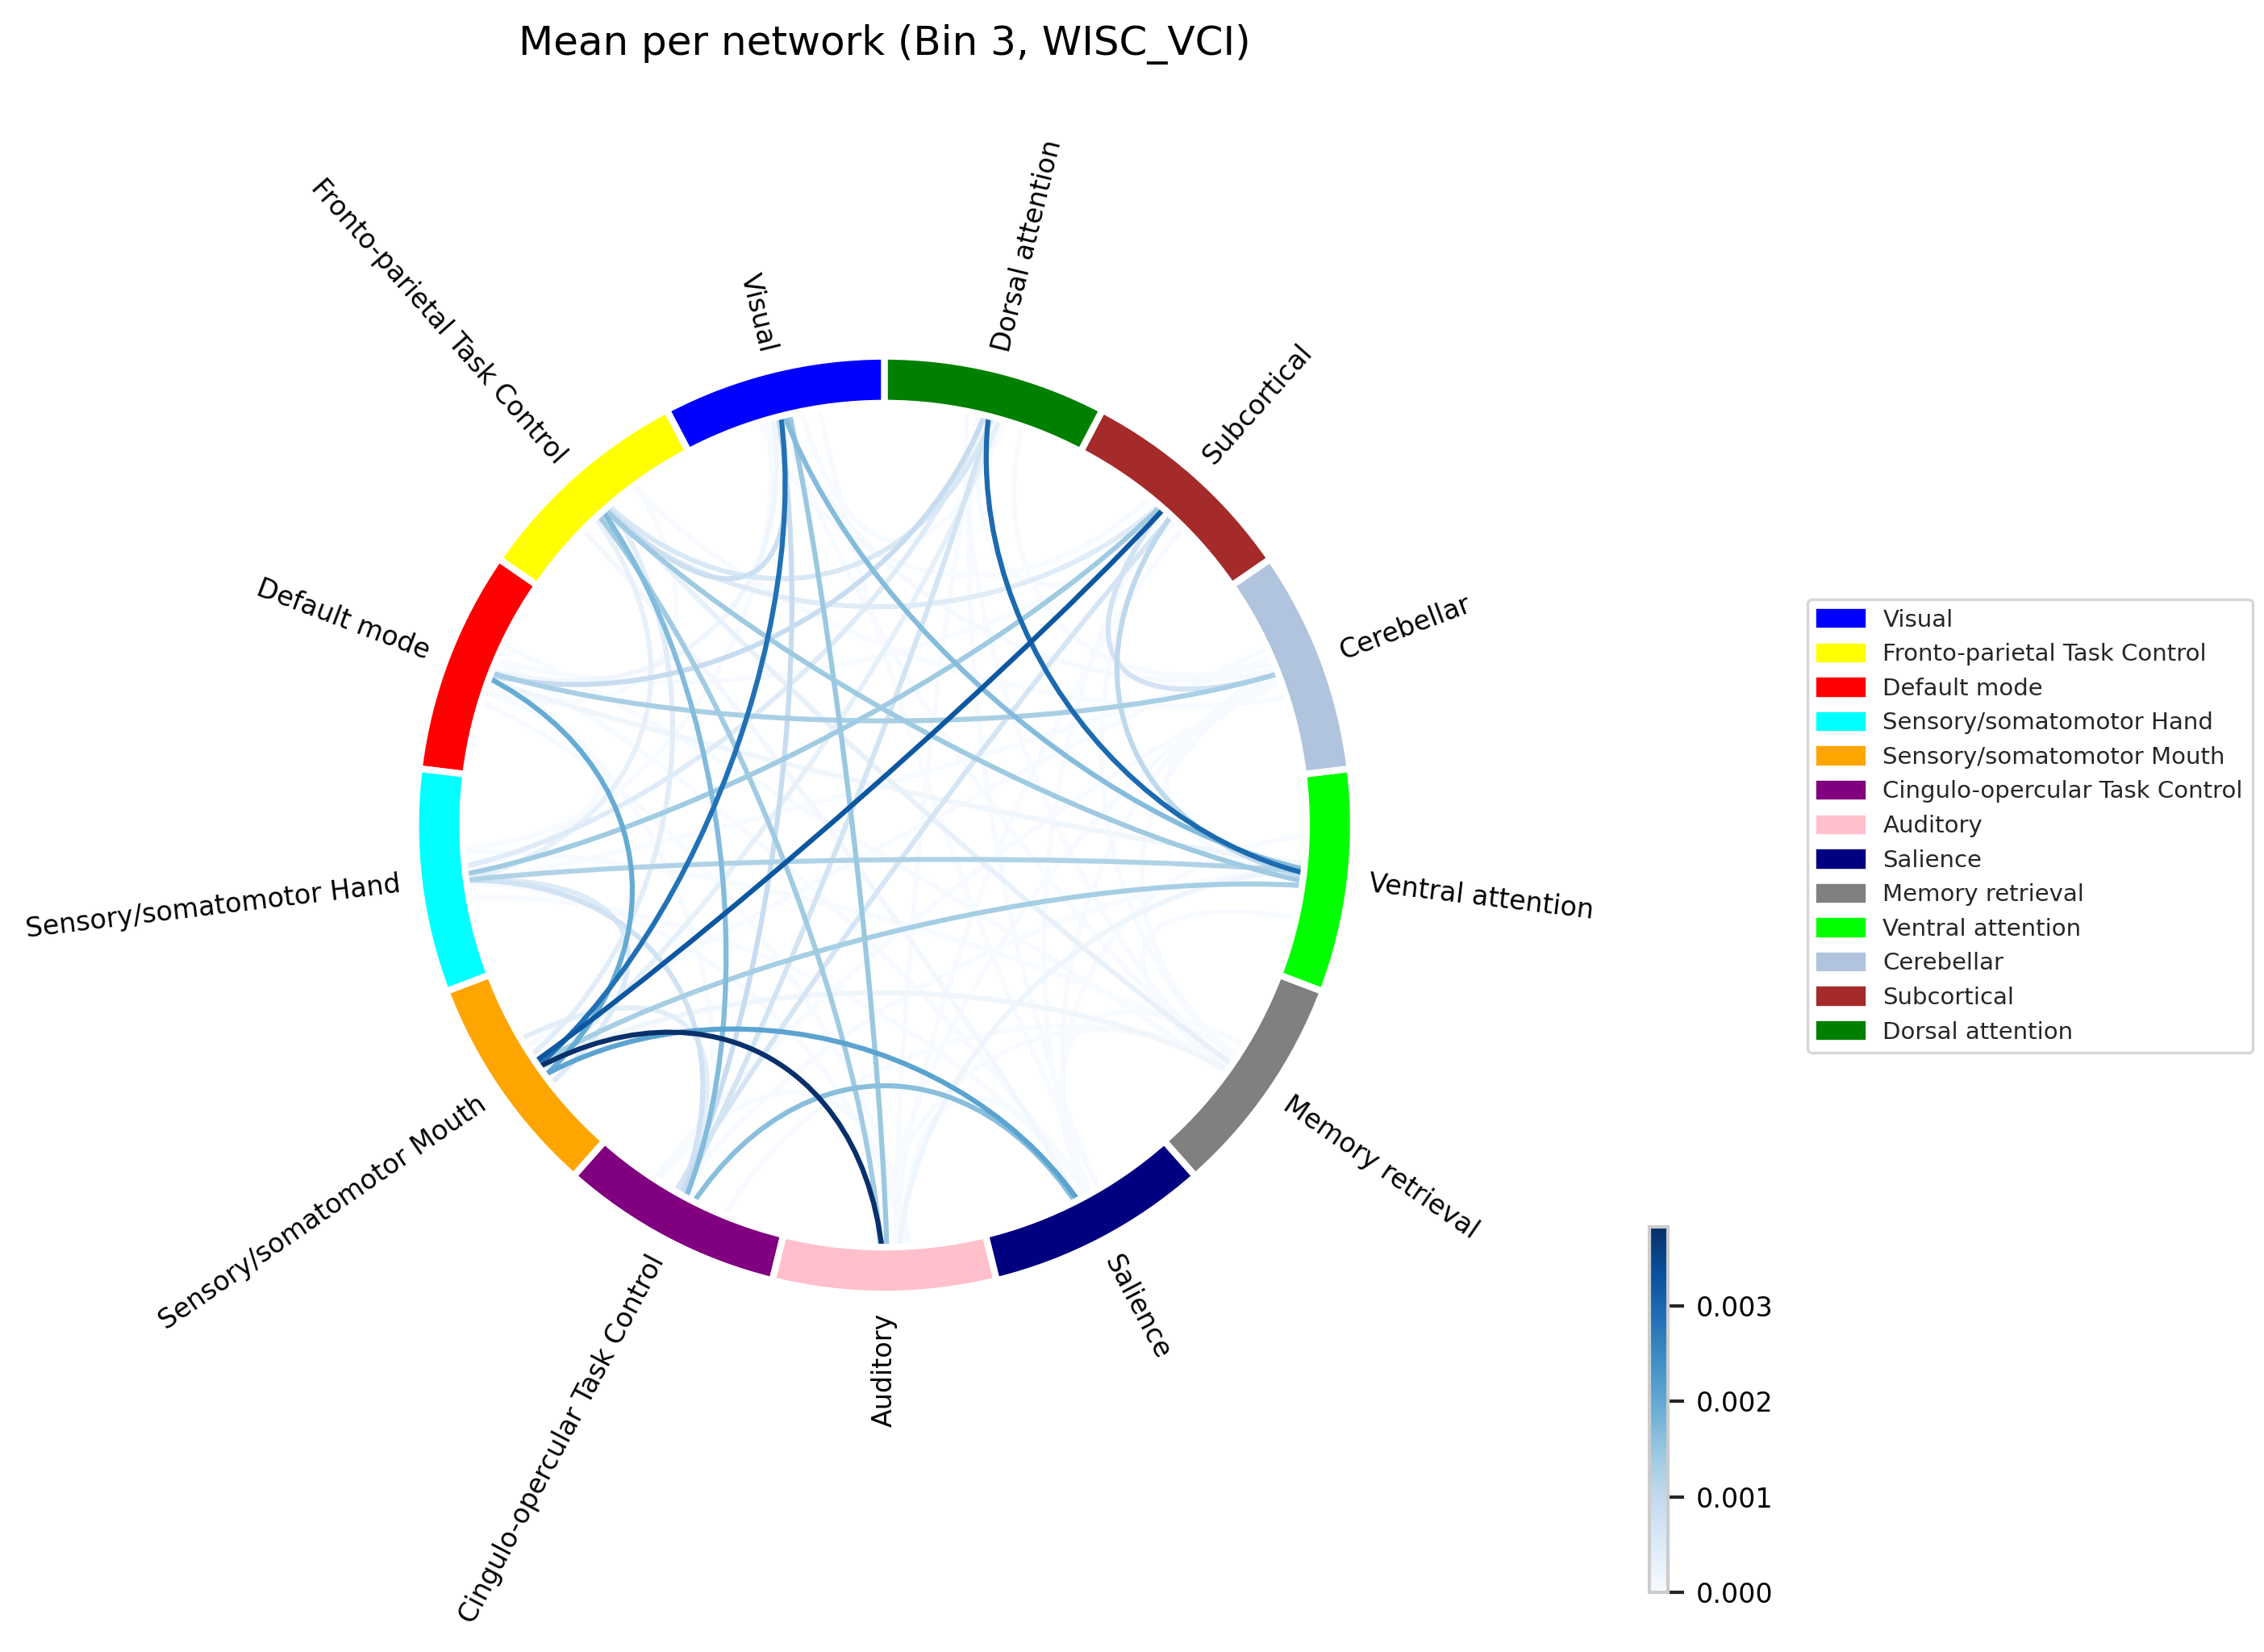 Mean per network (Bin 3, WISC_VCI)
Dorsal attention
Visual
Fronto-parietal Task Control
Subcortical
Default mode
Cerebellar
Sensory/somatomotor Hand
Ventral attention
Sensory/somatomotor Mouth
Memory retrieval
Cingulo-opercular Task Control
Auditory
Salience
Visual
Fronto-parietal Task Control
Default mode
Sensory/somatomotor Hand
Sensory/somatomotor Mouth
Cingulo-opercular Task Control
Auditory
Salience
Memory retrieval
Ventral attention
Cerebellar
Subcortical
Dorsal attention
0.003
0.002
0.001
0.000